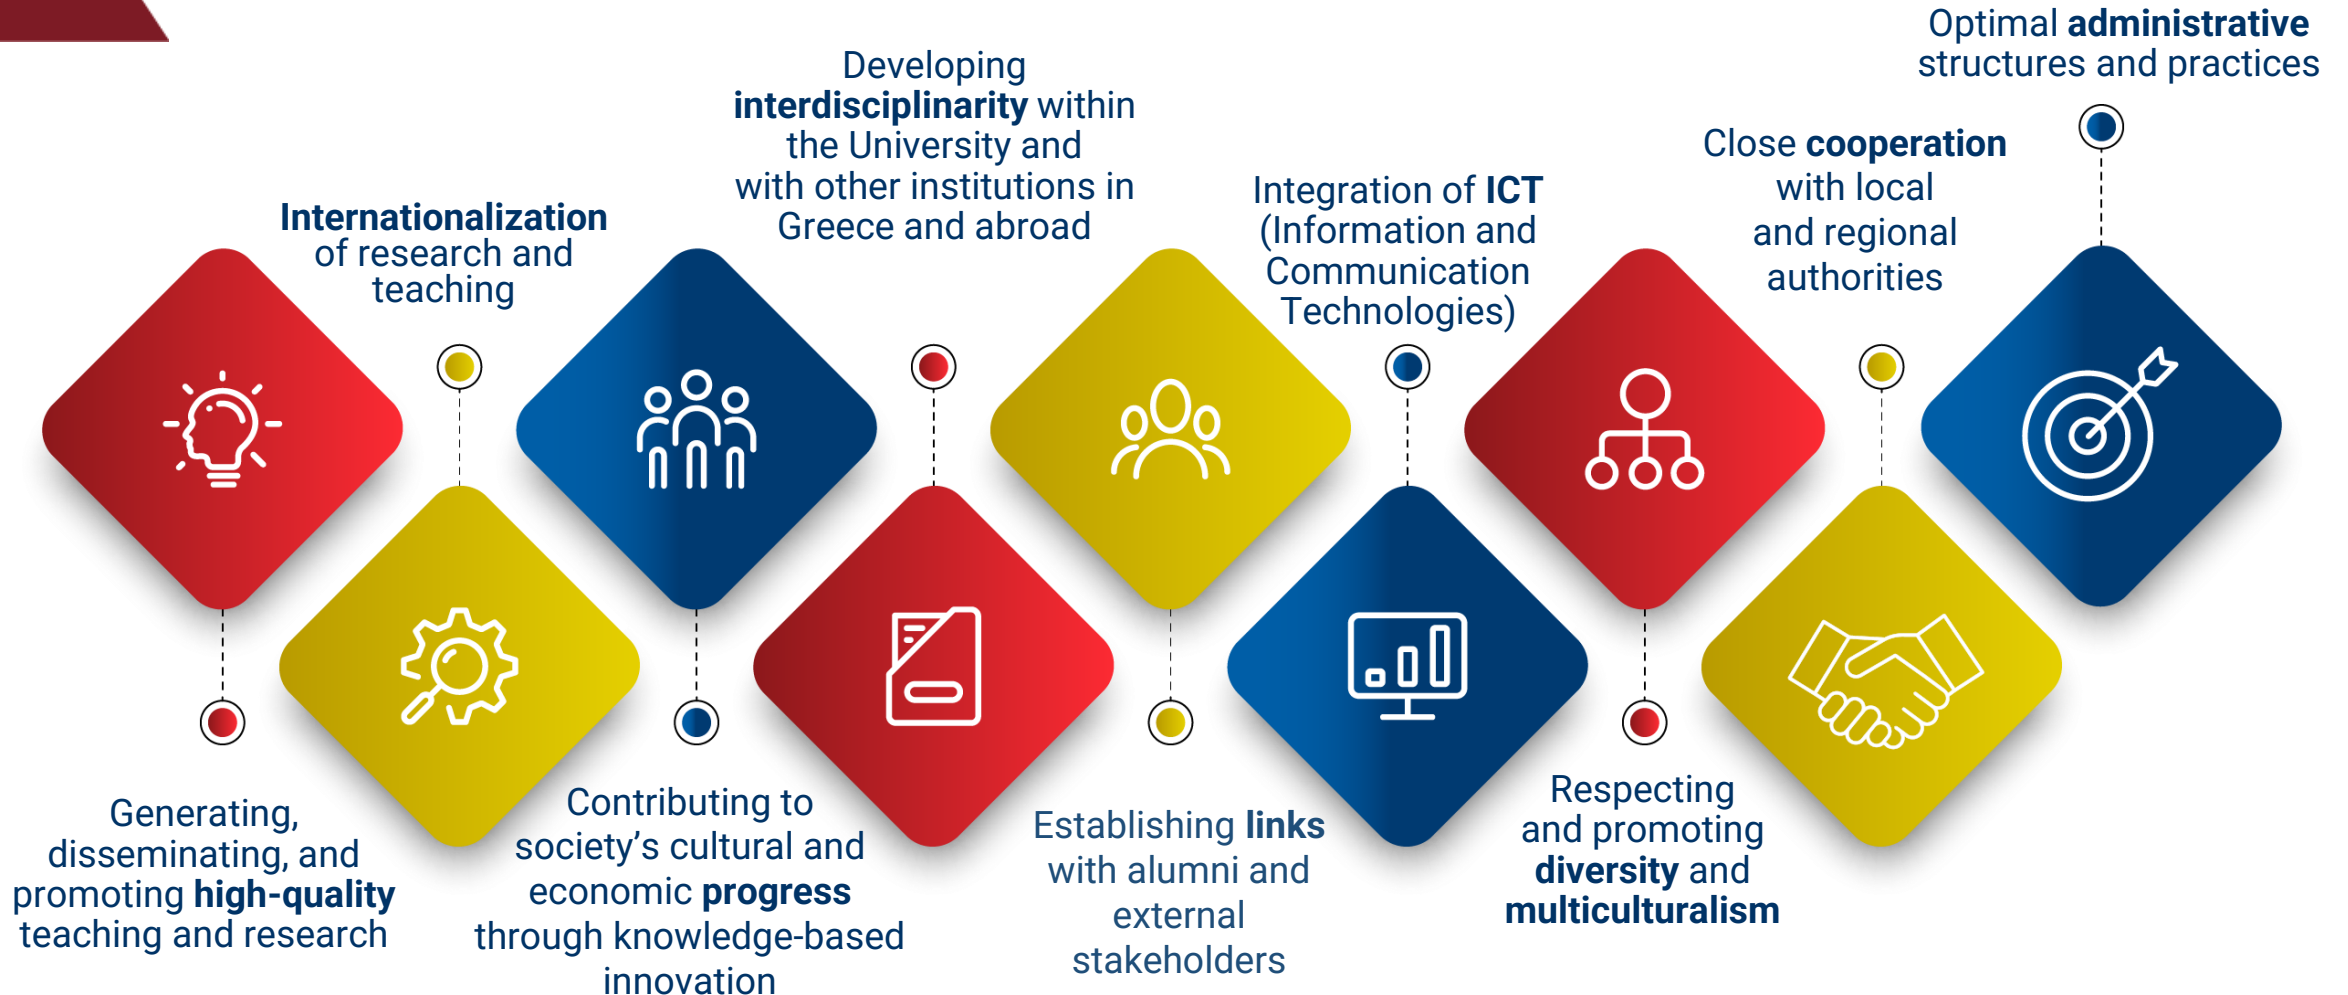 Generating,
disseminating, and
promoting high-quality
teaching and research
Internationalization
of research and
teaching
Contributing to
society’s cultural and
economic progress
through knowledge-based
innovation
Developing
interdisciplinarity within
the University and
with other institutions in
Greece and abroad
Establishing links
with alumni and
external
stakeholders
Integration of ICT
(Information and
Communication
Technologies)
Respecting
and promoting
diversity and
multiculturalism
Close cooperation
with local
and regional
authorities
Optimal administrative
structures and practices